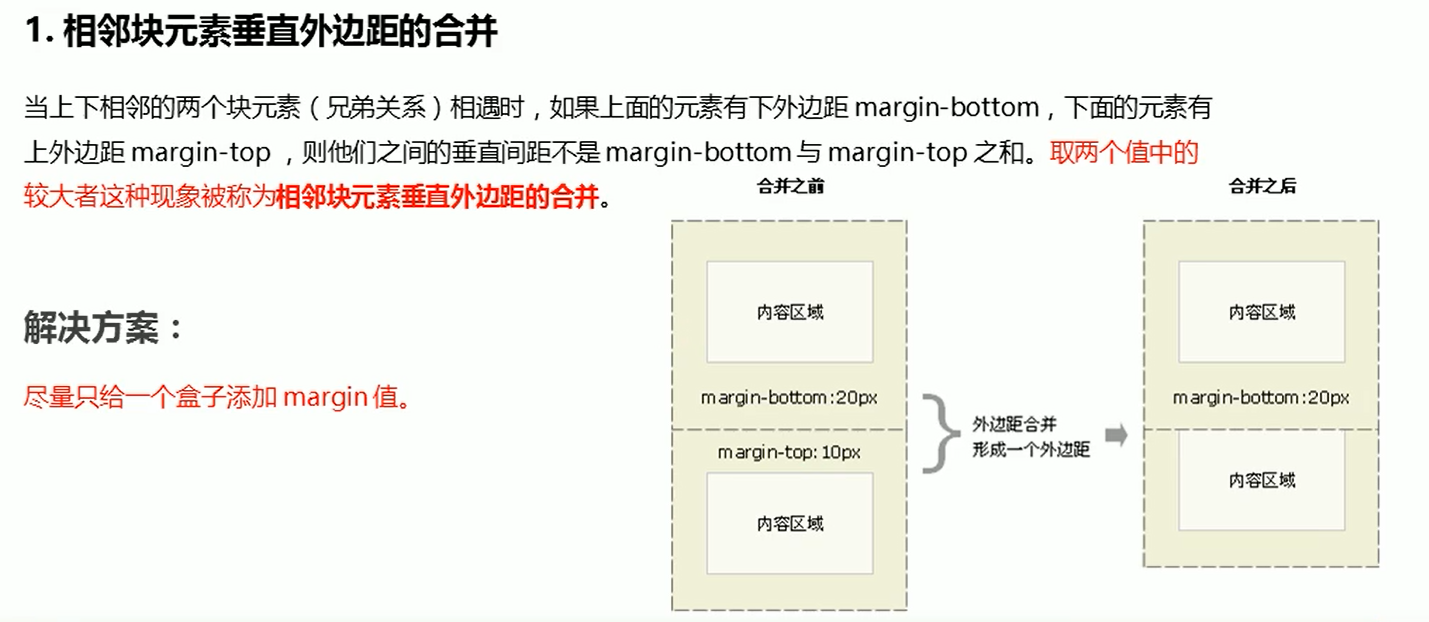 1. 相邻块元素垂直外边距的合并
当上下相邻的两个块元素（兄弟关系）相遇时，如果上面的元素有下外边距 margin-bottom，下面的元素有
上外边距 margin-top ，则他们之间的垂直间距不是 margin-bottom 与 margin-top 之和。取两个值中的
较大者这种现象被称为相邻块元素垂直外边距的合并。
解决方案：
尽量只给一个盒子添加 margin 值。
合并之前
内容区域
margin-bottom:20px
margin-top: 10px
内容区域
外边距合并
形成一个外边距
合并之后
内容区域
margin-bottom:20px
内容区域